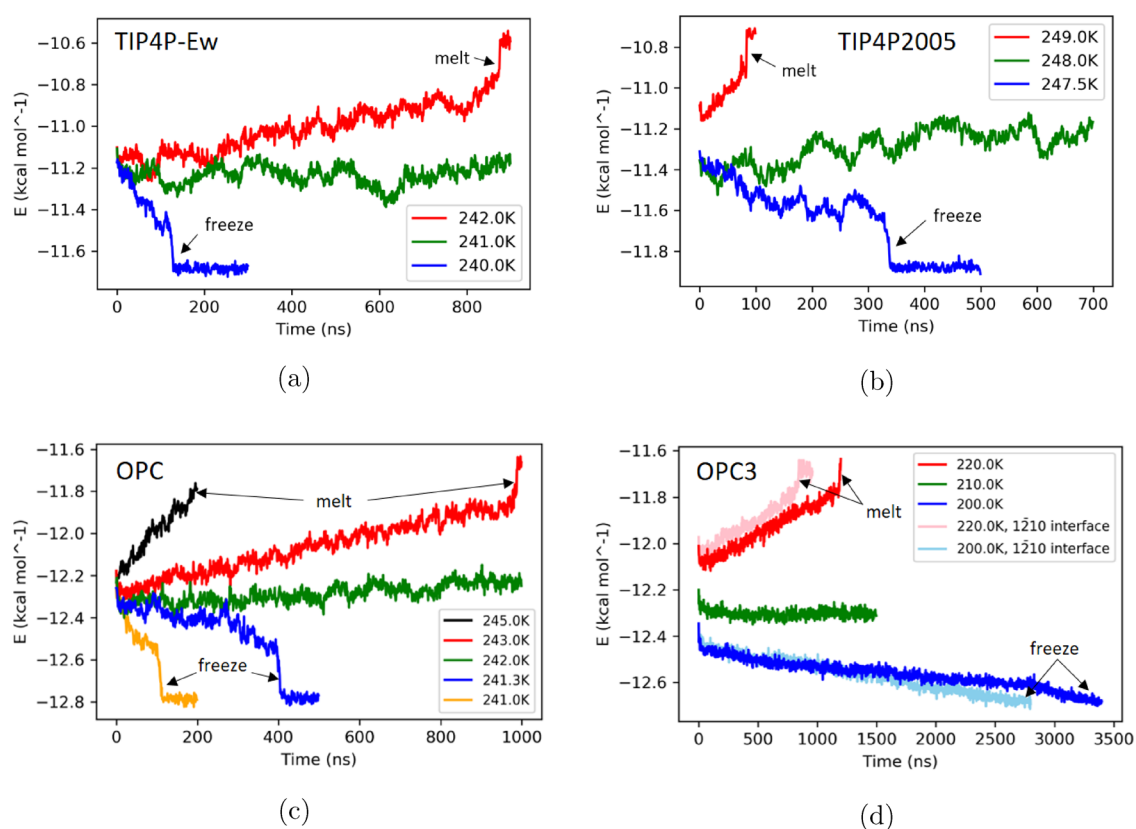 TIP4P-Ew
−10.6
−10.8
−11.0
−11.2
−11.4
−11.6
E (kcal mol^-1)
melt
freeze
242.0K
241.0K
240.0K
0
200
400
600
800
Time (ns)
(a)
TIP4P2005
−10.8
−11.0
−11.2
−11.4
−11.6
−11.8
E (kcal mol^-1)
melt
freeze
249.0K
248.0K
247.5K
0
100
200
300
400
500
600
700
Time (ns)
(b)
OPC
−11.6
−11.8
−12.0
−12.2
−12.4
−12.6
−12.8
E (kcal mol^-1)
melt
freeze
245.0K
243.0K
242.0K
241.3K
241.0K
0
200
400
600
800
1000
Time (ns)
(c)
OPC3
−11.6
−11.8
−12.0
−12.2
−12.4
−12.6
E (kcal mol^-1)
220.0K
210.0K
200.0K
220.0K, 12̄10 interface
200.0K, 12̄10 interface
melt
freeze
0
500
1000
1500
2000
2500
3000
3500
Time (ns)
(d)